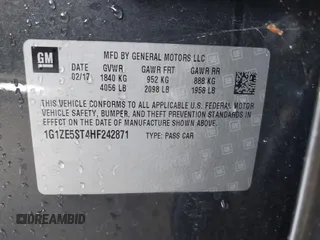 GM
MFD BY GENERAL MOTORS LLC
DATE GVWR GAWR FRT GAWR RR
02/17 1840 KG 952 KG 888 KG
4056 LB 2098 LB 1958 LB
THIS VEHICLE CONFORMS TO ALL APPLICABLE U.S. FEDERAL MOTOR
VEHICLE SAFETY, BUMPER, AND THEFT PREVENTION STANDARDS
IN EFFECT ON THE DATE OF MANUFACTURE SHOWN ABOVE.
1G1ZE5ST4HF242871 TYPE: PASS CAR
DREAMBID